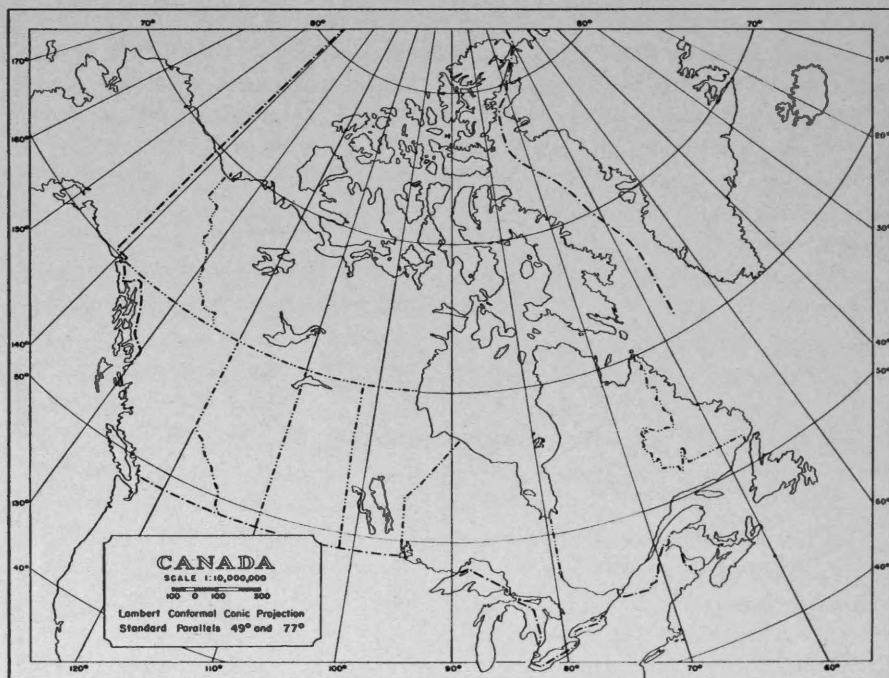 70° 80° 80° 70°
170° 10°
160° 20°
150° 30°
140° 40°
50° 50°
130° 50°
40° 40°
CANADA
SCALE 1:10,000,000
100 0 100 300
Lambert Conformal Conic Projection
Standard Parallels 49° and 77°
120° 110° 100° 90° 80° 70° 60°